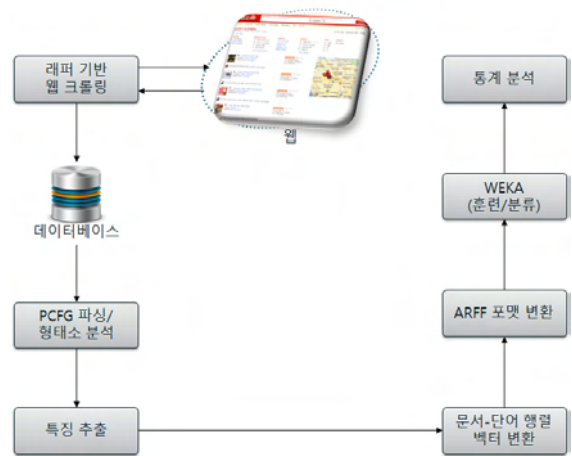 래퍼 기반
웹 크롤링
웹
데이터베이스
PCFG 파싱/
형태소 분석
특징 추출
문서-단어 행렬
벡터 변환
ARFF 포맷 변환
WEKA
(훈련/분류)
통계 분석